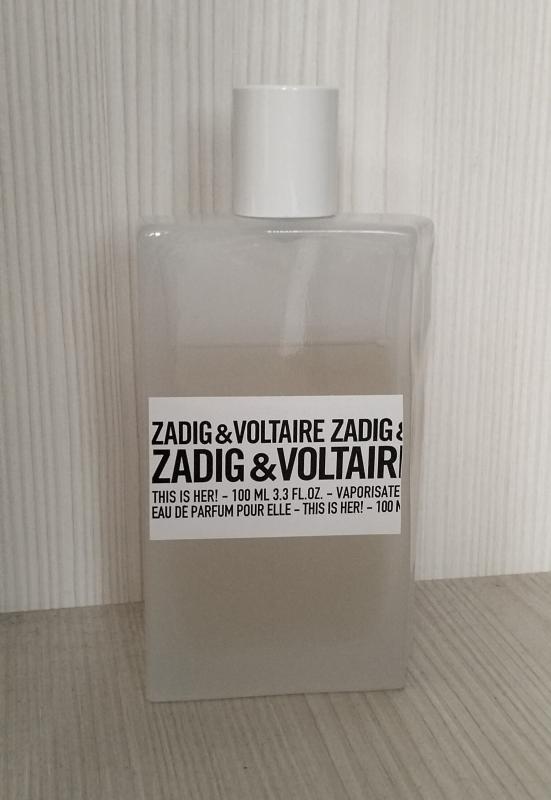 ZADIG & VOLTAIRE ZADIG &
ZADIG & VOLTAIR
THIS IS HER! – 100 ML 3.3 FL.OZ. – VAPORISATE
EAU DE PARFUM POUR ELLE – THIS IS HER! – 100 M